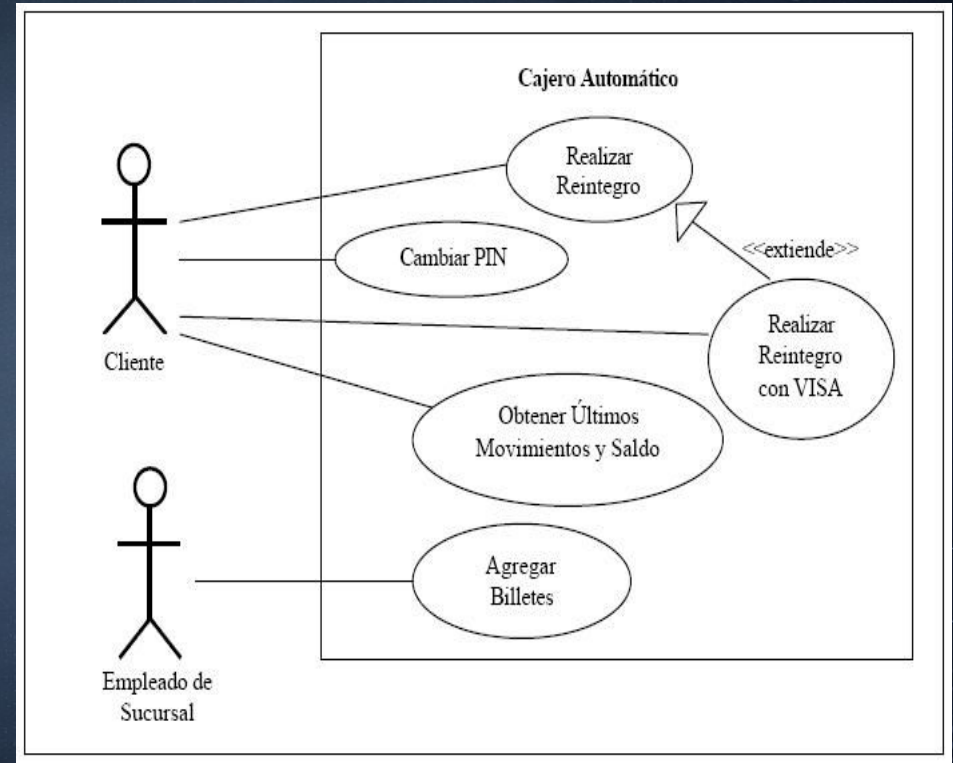 Cajero Automático
Realizar
Reintegro
Cambiar PIN
<<extiende>>
Realizar
Reintegro
con VISA
Cliente
Obtener Últimos
Movimientos y Saldo
Agregar
Billetes
Empleado de
Sucursal